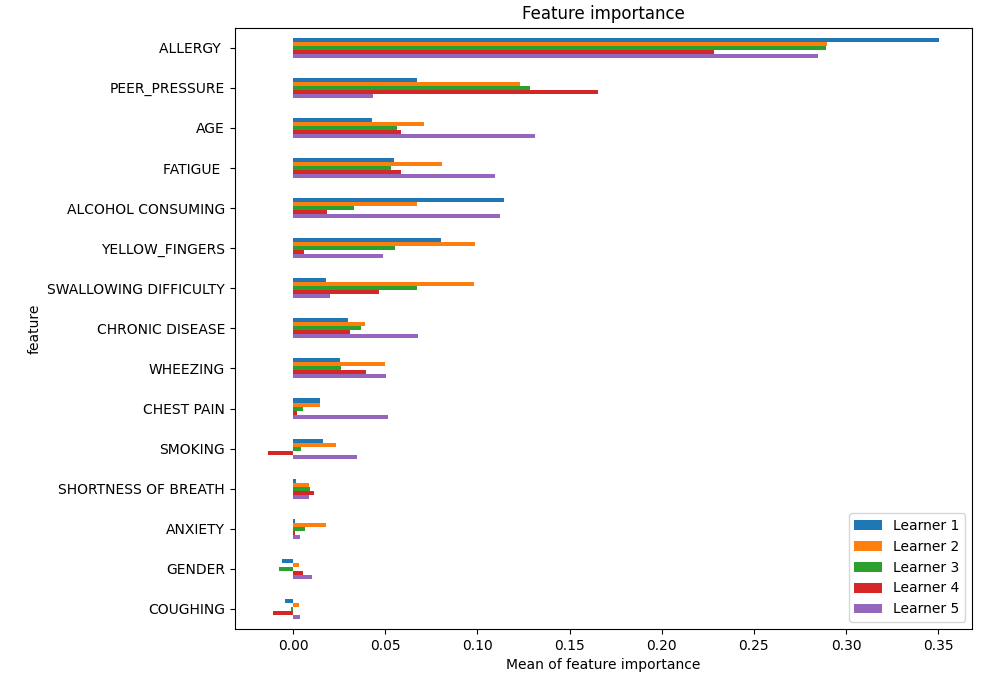 Feature importance
ALLERGY
PEER_PRESSURE
AGE
FATIGUE
ALCOHOL CONSUMING
YELLOW_FINGERS
SWALLOWING DIFFICULTY
CHRONIC DISEASE
WHEEZING
CHEST PAIN
SMOKING
SHORTNESS OF BREATH
ANXIETY
GENDER
COUGHING
feature
Learner 1
Learner 2
Learner 3
Learner 4
Learner 5
0.00 0.05 0.10 0.15 0.20 0.25 0.30 0.35
Mean of feature importance